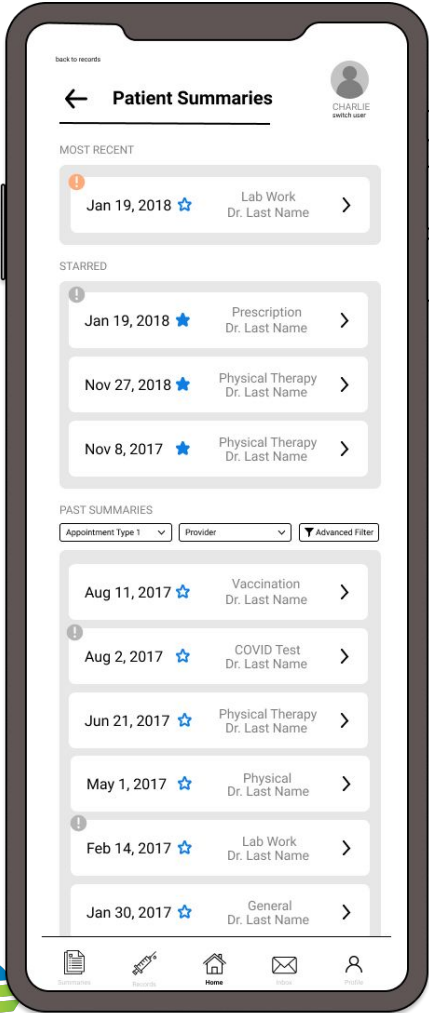 back to records
Patient Summaries
CHARLIE
switch user
MOST RECENT
!
Jan 19, 2018
Lab Work
Dr. Last Name
STARRED
!
Jan 19, 2018
Prescription
Dr. Last Name
Nov 27, 2018
Physical Therapy
Dr. Last Name
Nov 8, 2017
Physical Therapy
Dr. Last Name
PAST SUMMARIES
Appointment Type 1
Provider
Advanced Filter
Aug 11, 2017
Vaccination
Dr. Last Name
!
Aug 2, 2017
COVID Test
Dr. Last Name
Jun 21, 2017
Physical Therapy
Dr. Last Name
May 1, 2017
Physical
Dr. Last Name
!
Feb 14, 2017
Lab Work
Dr. Last Name
Jan 30, 2017
General
Dr. Last Name
Summaries
Records
Home
Inbox
Profile